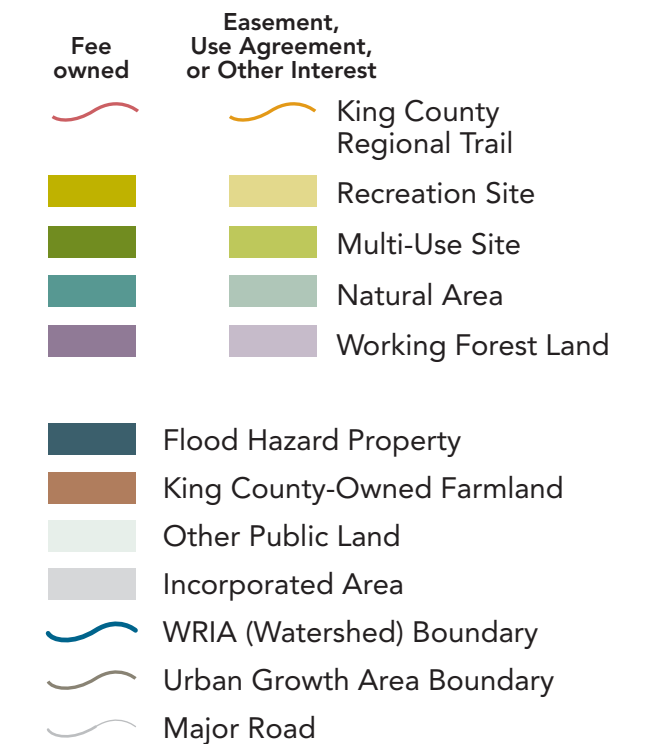 Fee
owned
Easement,
Use Agreement,
or Other Interest
King County
Regional Trail
Recreation Site
Multi-Use Site
Natural Area
Working Forest Land
Flood Hazard Property
King County-Owned Farmland
Other Public Land
Incorporated Area
WRIA (Watershed) Boundary
Urban Growth Area Boundary
Major Road